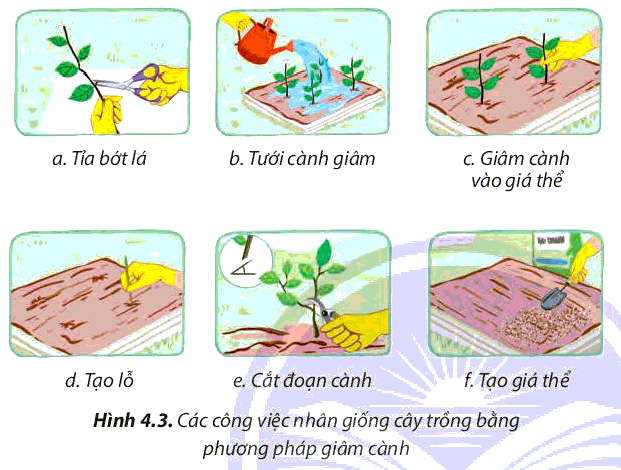 a. Tỉa bớt lá
b. Tưới cành giâm
c. Giâm cành
vào giá thể
d. Tạo lỗ
e. Cắt đoạn cành
f. Tạo giá thể
Hình 4.3. Các công việc nhân giống cây trồng bằng
phương pháp giâm cành